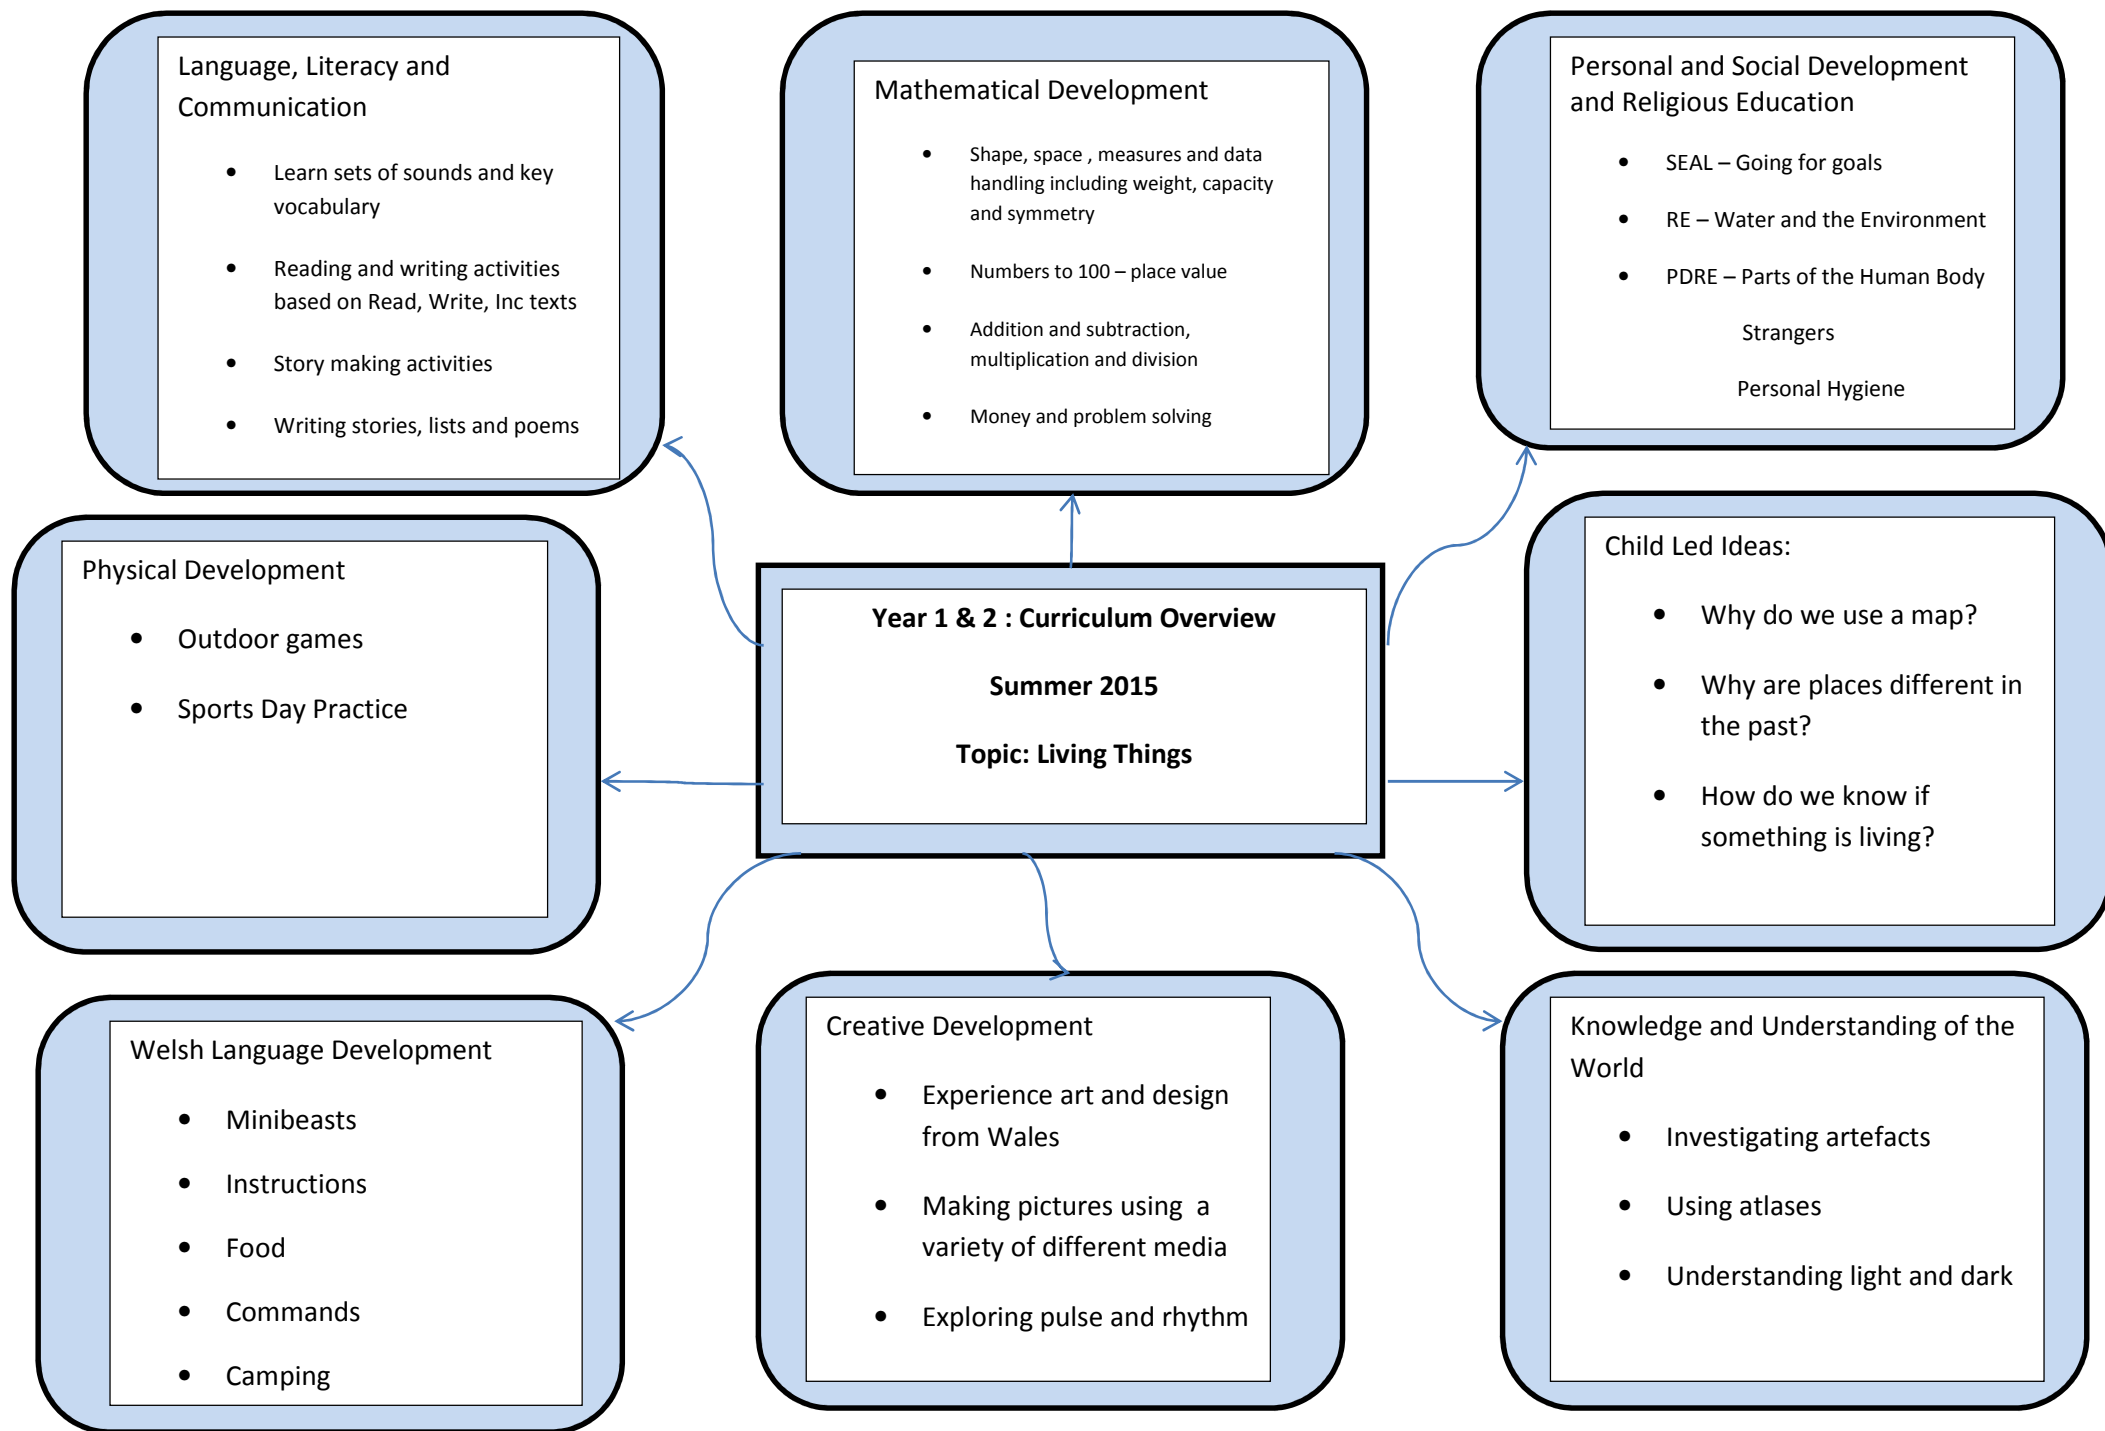 Language, Literacy and
Communication
• Learn sets of sounds and key
vocabulary
• Reading and writing activities
based on Read, Write, Inc texts
• Story making activities
• Writing stories, lists and poems
Mathematical Development
• Shape, space , measures and data
handling including weight, capacity
and symmetry
• Numbers to 100 – place value
• Addition and subtraction,
multiplication and division
• Money and problem solving
Personal and Social Development
and Religious Education
• SEAL – Going for goals
• RE – Water and the Environment
• PDRE – Parts of the Human Body
Strangers
Personal Hygiene
Physical Development
• Outdoor games
• Sports Day Practice
Year 1 & 2 : Curriculum Overview
Summer 2015
Topic: Living Things
Child Led Ideas:
• Why do we use a map?
• Why are places different in
the past?
• How do we know if
something is living?
Welsh Language Development
• Minibeasts
• Instructions
• Food
• Commands
• Camping
Creative Development
• Experience art and design
from Wales
• Making pictures using  a
variety of different media
• Exploring pulse and rhythm
Knowledge and Understanding of the
World
• Investigating artefacts
• Using atlases
• Understanding light and dark